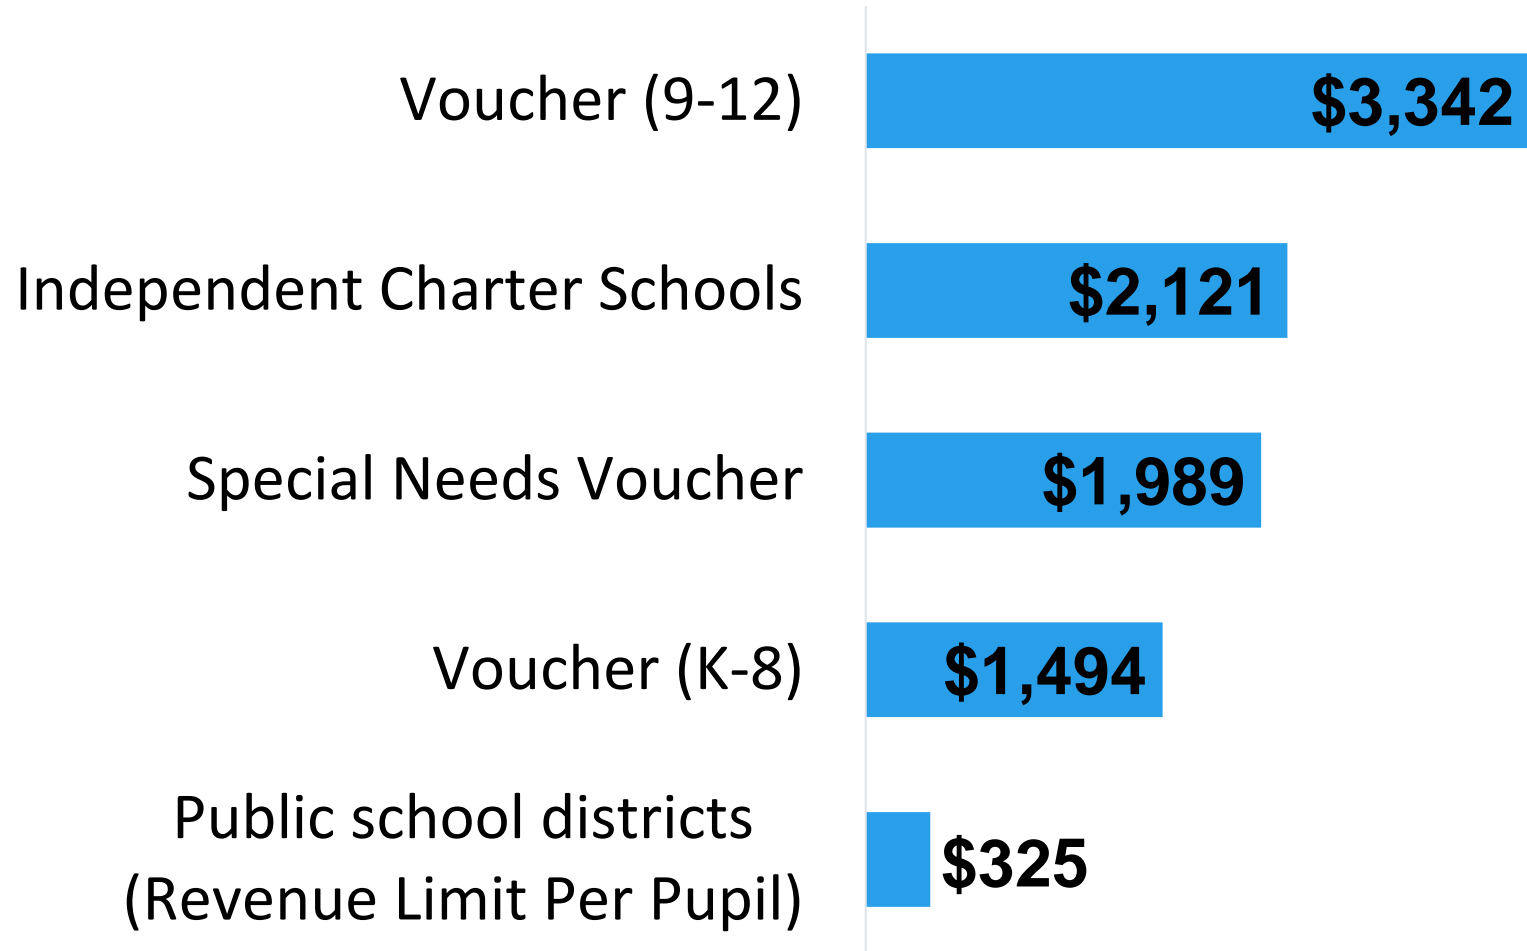 Voucher (9-12) $3,342
Independent Charter Schools $2,121
Special Needs Voucher $1,989
Voucher (K-8) $1,494
Public school districts
(Revenue Limit Per Pupil) $325